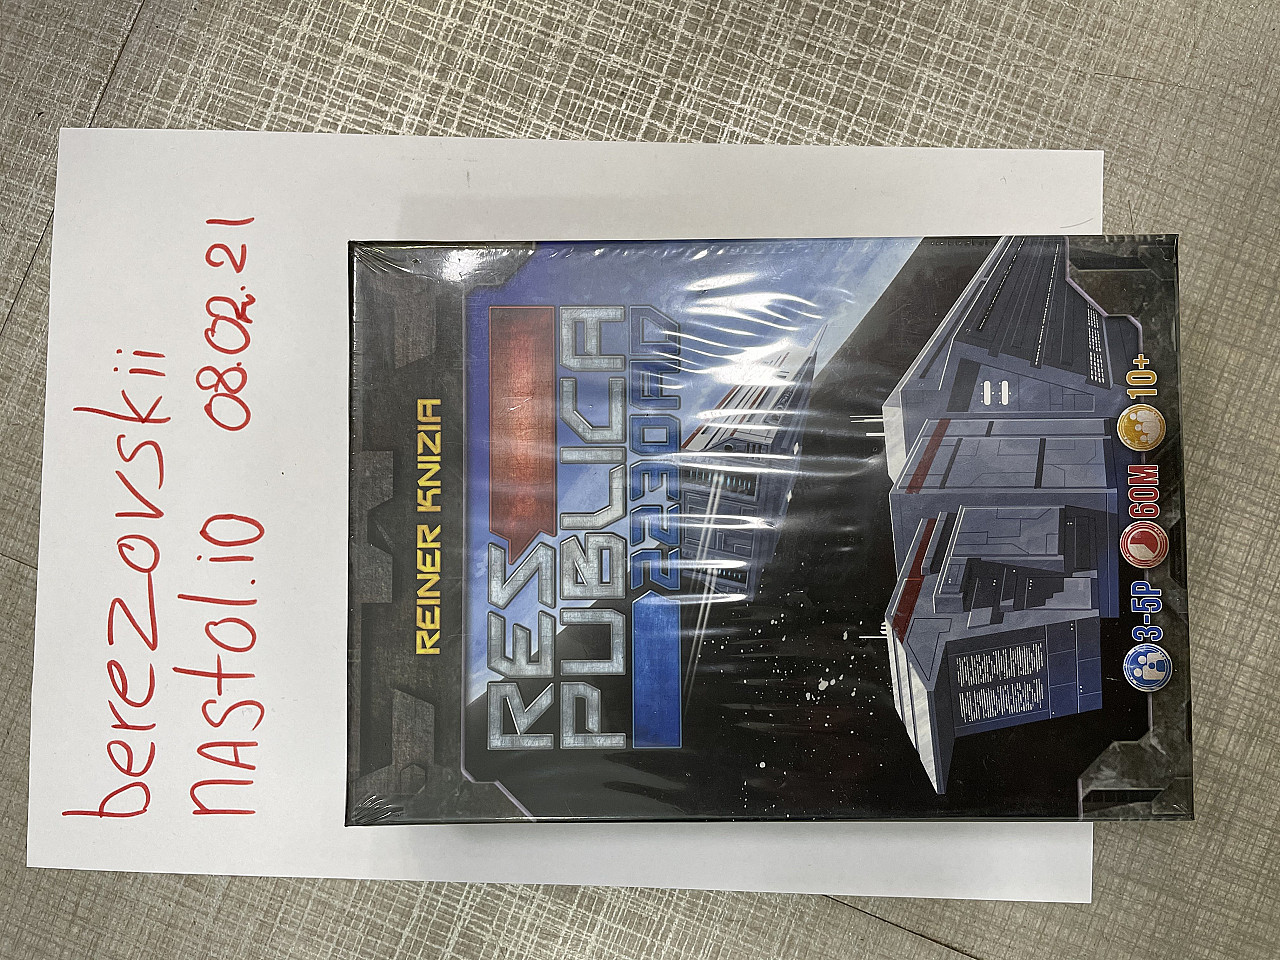 berezovskii
NAStol.iO 08.02.21
REINER KNIZIA
RES
PUBLICA
2230AD
3-5P 60M 10+